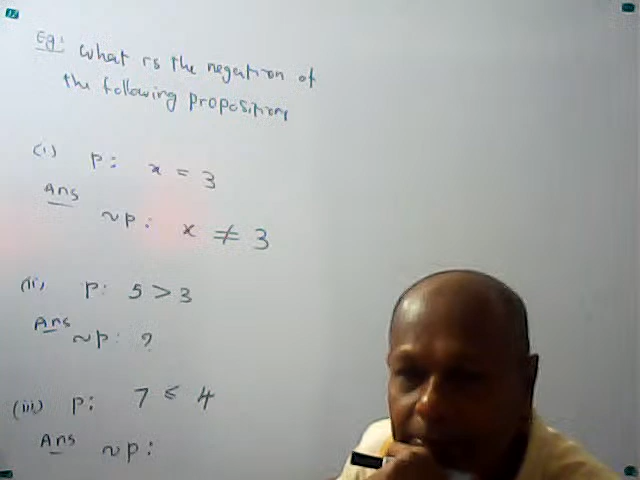 Eg: What is the negation of
the following propositions
(i) p: x = 3
Ans
~p: x ≠ 3
(ii) p: 5 > 3
Ans
~p: ?
(iii) p: 7 ≤ 4
Ans
~p: